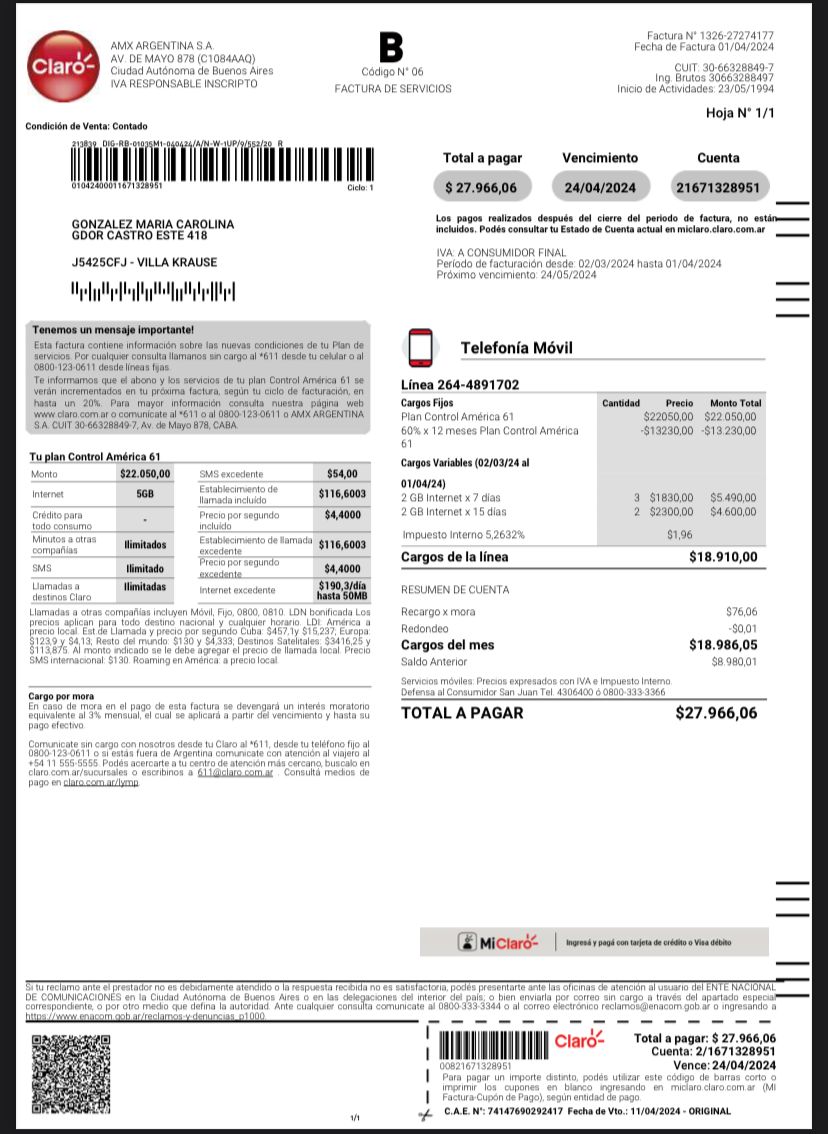 Claro
AMX ARGENTINA S.A.
AV. DE MAYO 878 (C1084AAQ)
Ciudad Autónoma de Buenos Aires
IVA RESPONSABLE INSCRIPTO
B
Código N° 06
FACTURA DE SERVICIOS
Factura N° 1326-27274177
Fecha de Factura 01/04/2024
CUIT: 30-66328849-7
Ing. Brutos 30663288497
Inicio de Actividades: 23/05/1994
Hoja N° 1/1
Condición de Venta: Contado
213839 DIG-RB-01035M1-040424/A/N-W-1UP/9/552/20 R
01042400011671328951
Ciclo: 1
GONZALEZ MARIA CAROLINA
GDOR CASTRO ESTE 418
J5425CFJ - VILLA KRAUSE
Total a pagar Vencimiento Cuenta
$ 27.966,06 24/04/2024 21671328951
Los pagos realizados después del cierre del periodo de factura, no están
incluidos. Podés consultar tu Estado de Cuenta actual en miclaro.claro.com.ar
IVA: A CONSUMIDOR FINAL
Período de facturación desde: 02/03/2024 hasta 01/04/2024
Próximo vencimiento: 24/05/2024
Tenemos un mensaje importante!
Esta factura contiene información sobre las nuevas condiciones de tu Plan de
servicios. Por cualquier consulta llamanos sin cargo al *611 desde tu celular o al
0800-123-0611 desde líneas fijas.
Te informamos que el abono y los servicios de tu plan Control América 61 se
verán incrementados en tu próxima factura, según tu ciclo de facturación, en
hasta un 20%. Para mayor información consulta nuestra página web
www.claro.com.ar o comunicate al *611 o al 0800-123-0611 o AMX ARGENTINA
S.A. CUIT 30-66328849-7, Av. de Mayo 878, CABA.
Tu plan Control América 61
Monto $22.050,00 SMS excedente $54,00
Internet 5GB Establecimiento de llamada incluído $116,6003
Crédito para todo consumo - Precio por segundo incluído $4,4000
Minutos a otras compañías Ilimitados Establecimiento de llamada excedente $116,6003
SMS Ilimitado Precio por segundo excedente $4,4000
Llamadas a destinos Claro Ilimitadas Internet excedente $190,3/día hasta 50MB
Llamadas a otras compañías incluyen Móvil, Fijo, 0800, 0810. LDN bonificada Los
precios aplican para todo destino nacional y cualquier horario. LDI: América a
precio local. Est.de Llamada y precio por segundo Cuba: $457,1y $15,237; Europa:
$123,9 y $4,13; Resto del mundo: $130 y $4,333; Destinos Satelitales: $3416,25 y
$113,875. Al monto indicado se le debe agregar el precio de llamada local. Precio
SMS internacional: $130. Roaming en América: a precio local.
Cargo por mora
En caso de mora en el pago de esta factura se devengará un interés moratorio
equivalente al 3% mensual, el cual se aplicará a partir del vencimiento y hasta su
pago efectivo.
Comunicate sin cargo con nosotros desde tu Claro al *611, desde tu teléfono fijo al
0800-123-0611 o si estás fuera de Argentina comunicate con atención al viajero al
+54 11 555-5555. Podés acercarte a tu centro de atención más cercano, buscalo en
claro.com.ar/sucursales o escribinos a 611@claro.com.ar . Consultá medios de
pago en claro.com.ar/lymp.
Telefonía Móvil
Línea 264-4891702
Cargos Fijos Cantidad Precio Monto Total
Plan Control América 61 $22050,00 $22.050,00
60% x 12 meses Plan Control América -$13230,00 -$13.230,00
61
Cargos Variables (02/03/24 al
01/04/24)
2 GB Internet x 7 días 3 $1830,00 $5.490,00
2 GB Internet x 15 días 2 $2300,00 $4.600,00
Impuesto Interno 5,2632% $1,96
Cargos de la línea $18.910,00
RESUMEN DE CUENTA
Recargo x mora $76,06
Redondeo -$0,01
Cargos del mes $18.986,05
Saldo Anterior $8.980,01
Servicios móviles: Precios expresados con IVA e Impuesto Interno.
Defensa al Consumidor San Juan Tel. 4306400 ó 0800-333-3366
TOTAL A PAGAR $27.966,06
MiClaro Ingresá y pagá con tarjeta de crédito o Visa débito
Si tu reclamo ante el prestador no es debidamente atendido o la respuesta recibida no es satisfactoria, podés presentarte ante las oficinas de atención al usuario del ENTE NACIONAL
DE COMUNICACIONES en la Ciudad Autónoma de Buenos Aires o en las delegaciones del interior del país; o bien enviarla por correo sin cargo a través del apartado especial
correspondiente, o por otro medio que defina la autoridad. Ante cualquier consulta comunicate al 0800-333-3344 o al correo electrónico reclamos@enacom.gob.ar o ingresando a
https://www.enacom.gob.ar/reclamos-y-denuncias_p1000.
Claro
00821671328951
Total a pagar: $ 27.966,06
Cuenta: 2/1671328951
Vence: 24/04/2024
Para pagar un importe distinto, podés utilizar este código de barras corto o
imprimir los cupones en blanco ingresando en miclaro.claro.com.ar (MI
Factura-Cupón de Pago), según entidad de pago.
C.A.E. N°: 74147690292417 Fecha de Vto.: 11/04/2024 - ORIGINAL
1/1